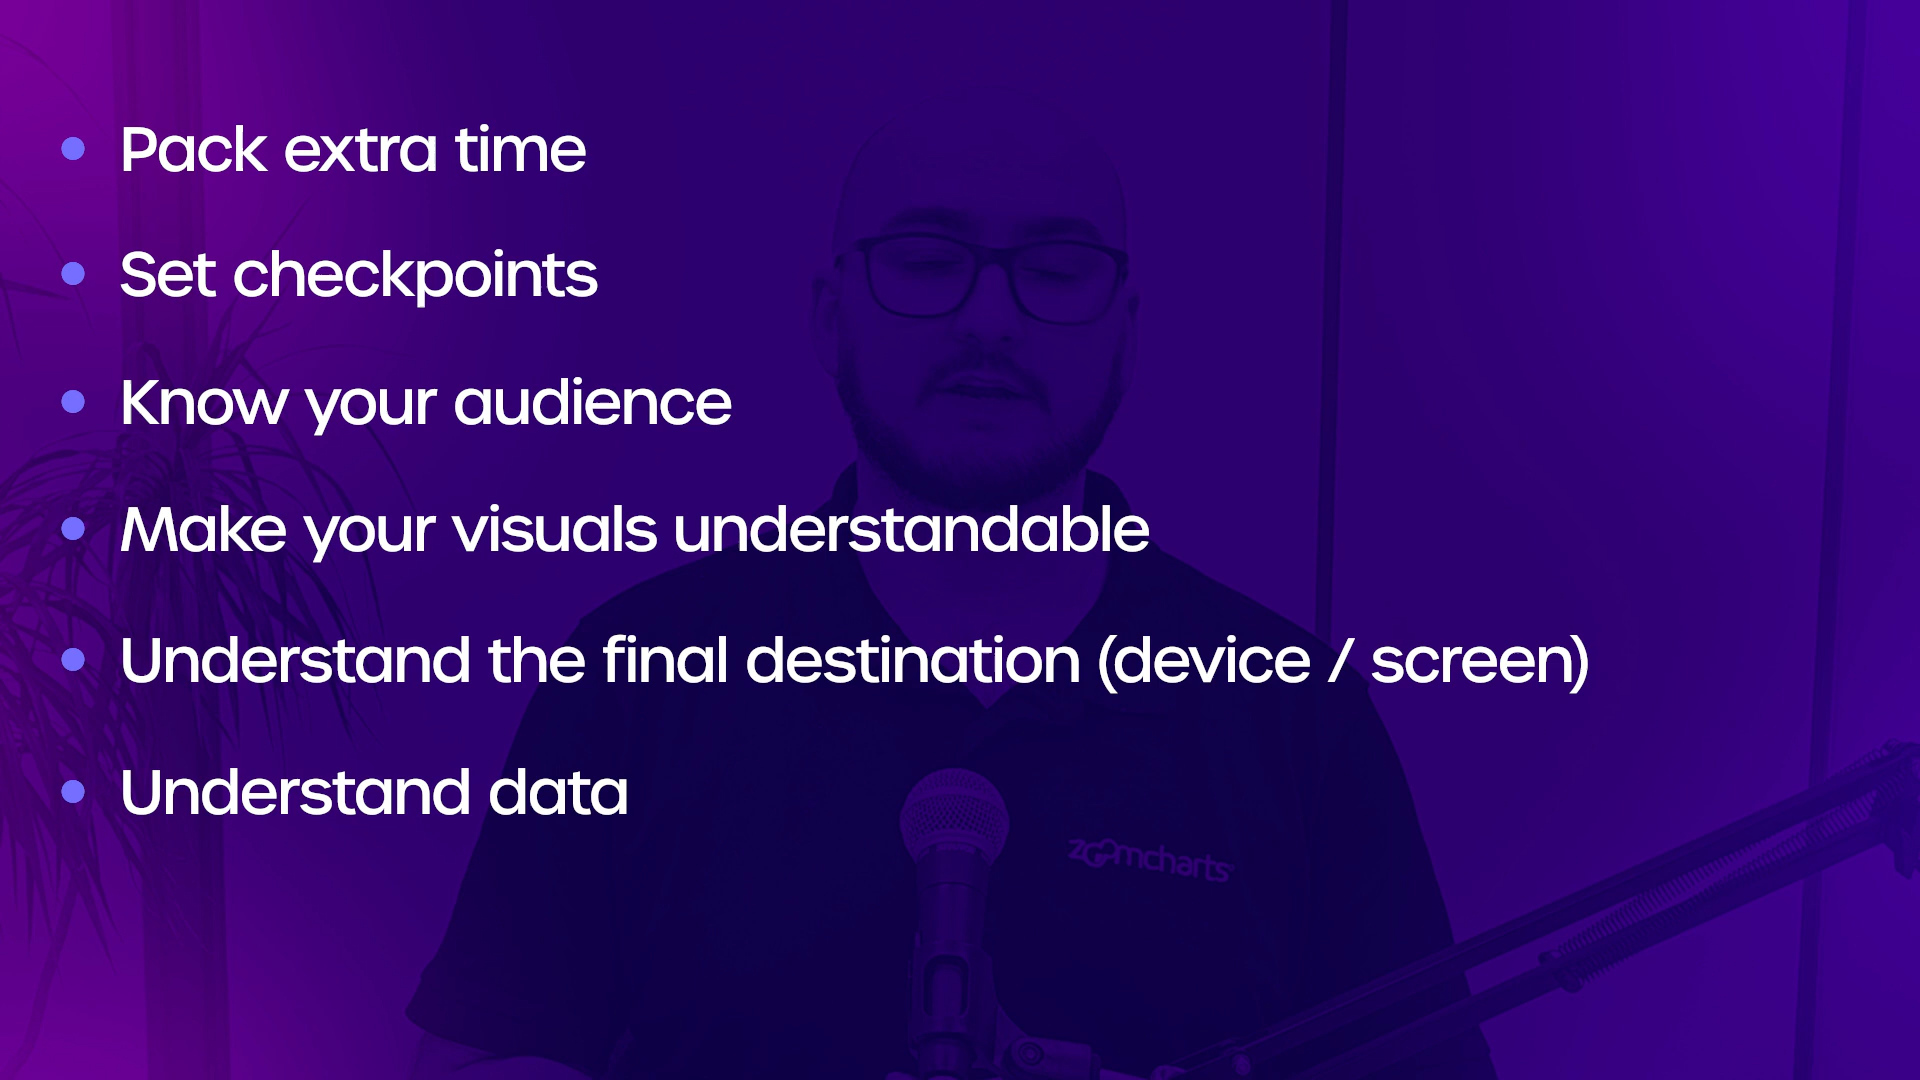 Pack extra time
Set checkpoints
Know your audience
Make your visuals understandable
Understand the final destination (device / screen)
Understand data
zoomcharts